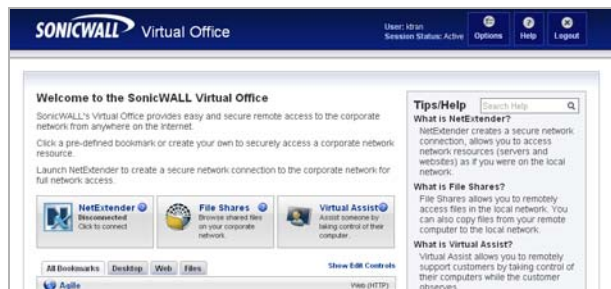 SONICWALL Virtual Office
User: ktran
Session Status: Active
Options
Help
Logout
Welcome to the SonicWALL Virtual Office
SonicWALL's Virtual Office provides easy and secure remote access to the corporate
network from anywhere on the Internet.
Click a pre-defined bookmark or create your own to securely access a corporate network
resource.
Launch NetExtender to create a secure network connection to the corporate network for
full network access.
NetExtender
Disconnected
Click to connect
File Shares
Browse shared files
on your corporate
network.
Virtual Assist
Assist someone by
taking control of their
computer.
All Bookmarks Desktop Web Files
Show Edit Controls
Agile
Web (HTTP)
Tips/Help
Search Help
What is NetExtender?
NetExtender creates a secure network
connection, allows you to access
network resources (servers and
websites) as if you were on the local
network.
What is File Shares?
File Shares allows you to remotely
access files in the local network. You
can also copy files from your remote
computer to the local network.
What is Virtual Assist?
Virtual Assist allows you to remotely
support customers by taking control of
their computers while the customer
observes.